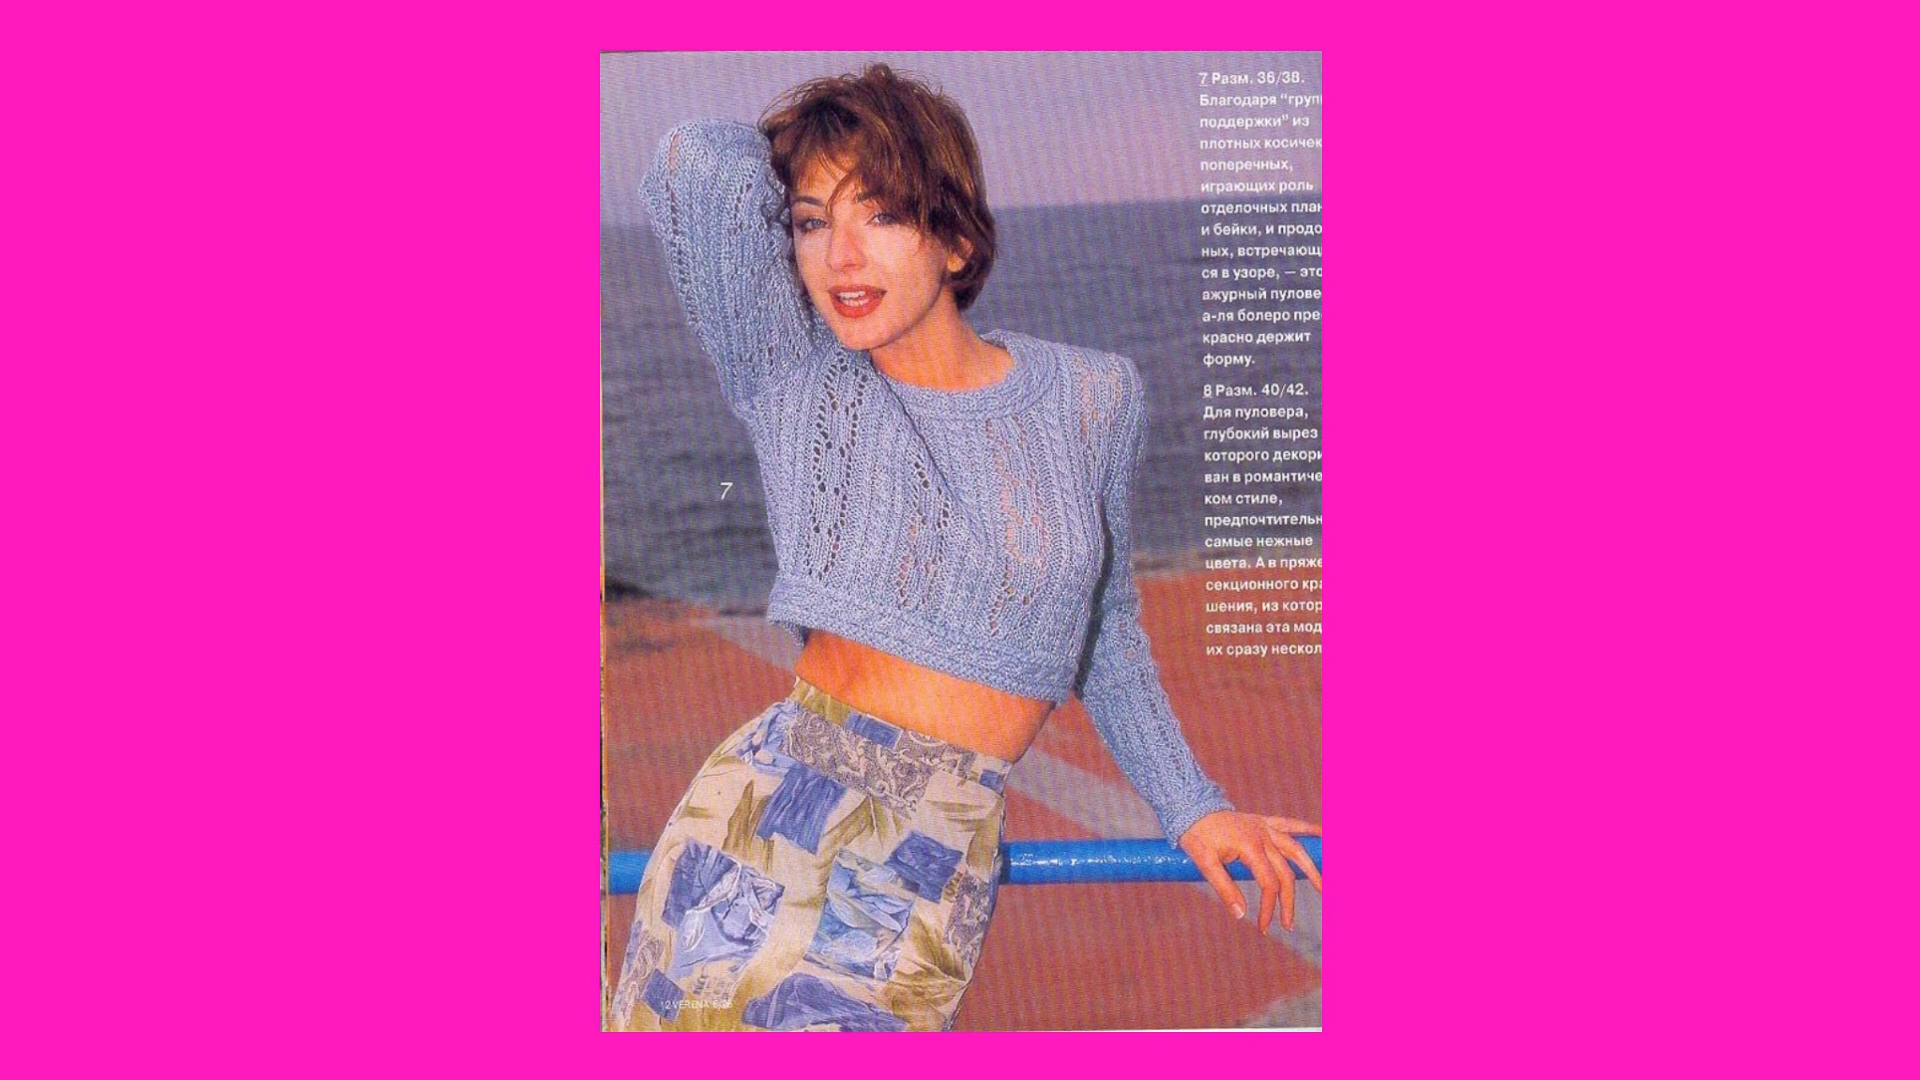 7 Разм. 36/38.
Благодаря “груп
поддержки” из
плотных косичек
поперечных,
играющих роль
отделочных план
и бейки, и продо
ных, встречающ
ся в узоре, — это
ажурный пулове
а-ля болеро пре
красно держит
форму.
8 Разм. 40/42.
Для пуловера,
глубокий вырез
которого декори
ван в романтиче
ком стиле,
предпочтительн
самые нежные
цвета. А в пряже
секционного кра
шения, из котор
связана эта мод
их сразу нескол
7
12 VERENA